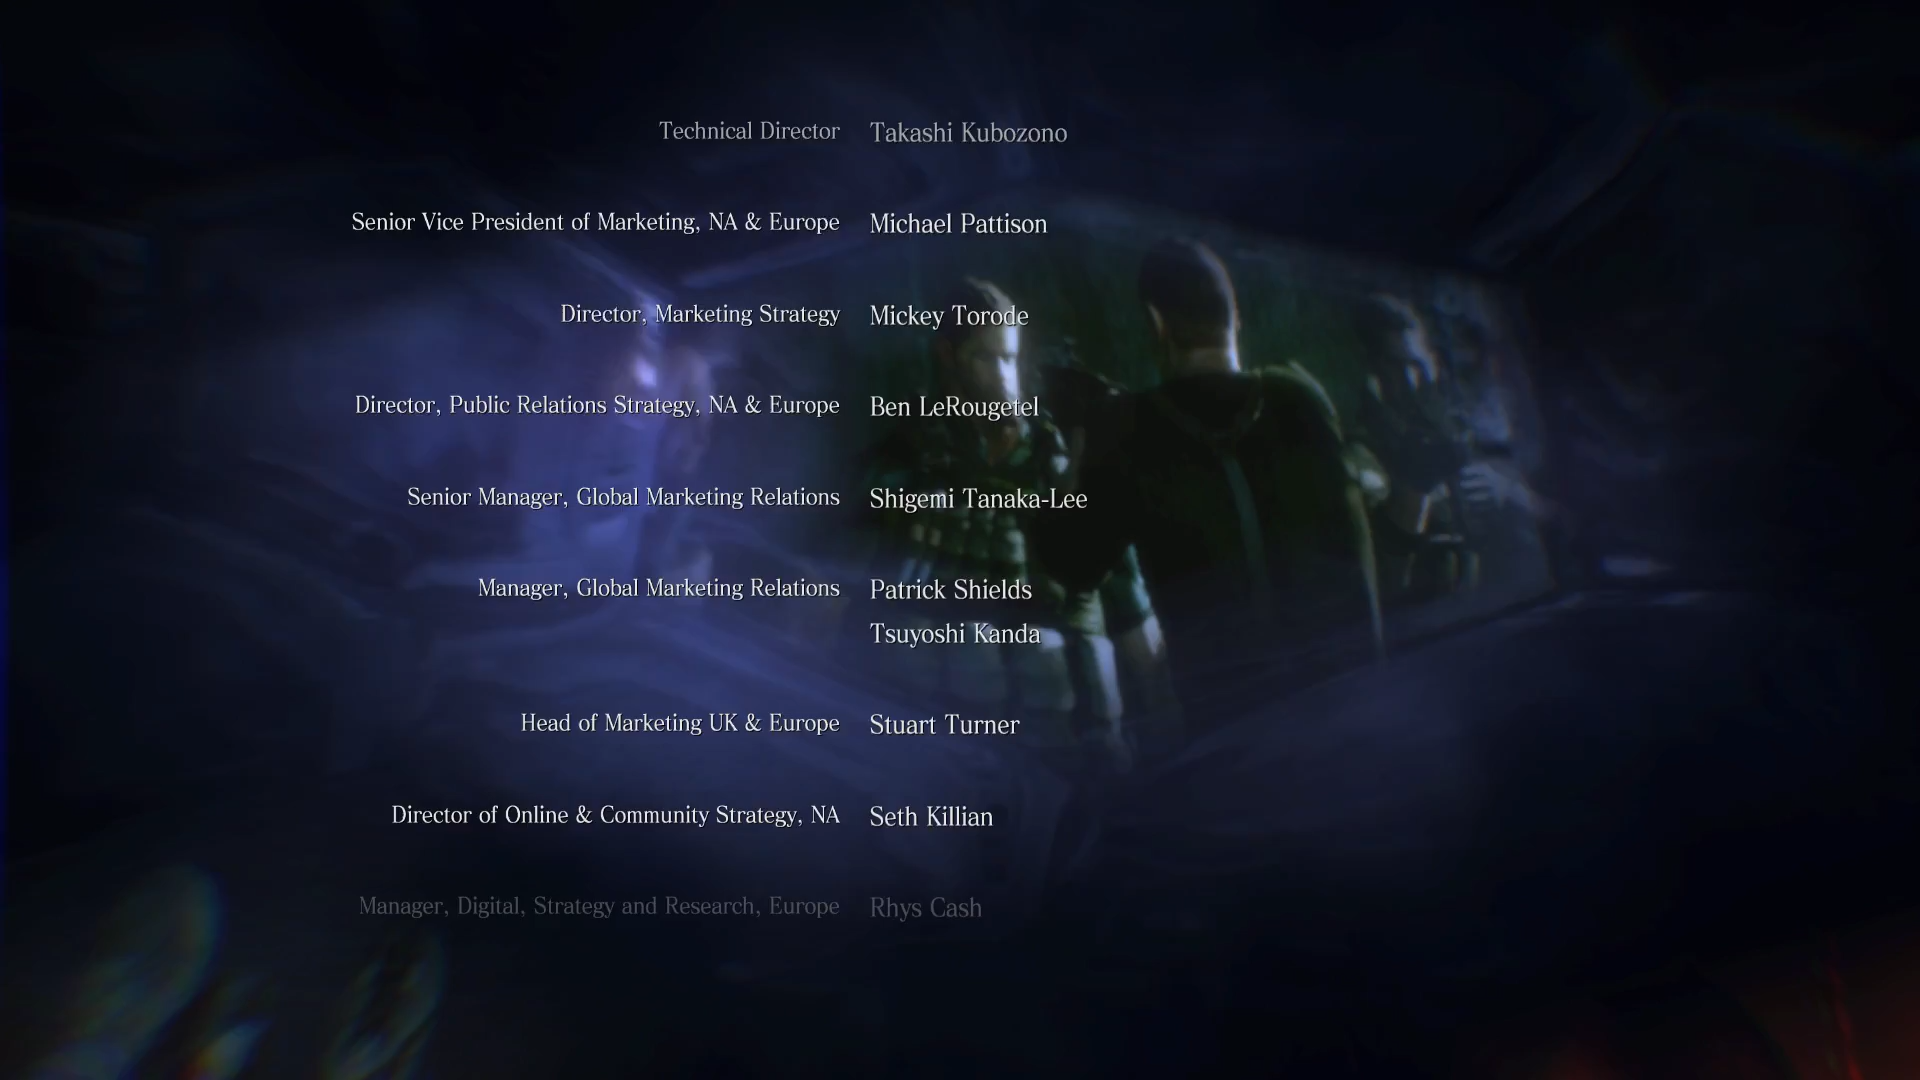 Technical Director Takashi Kubozono
Senior Vice President of Marketing, NA & Europe Michael Pattison
Director, Marketing Strategy Mickey Torode
Director, Public Relations Strategy, NA & Europe Ben LeRougetel
Senior Manager, Global Marketing Relations Shigemi Tanaka-Lee
Manager, Global Marketing Relations Patrick Shields
Tsuyoshi Kanda
Head of Marketing UK & Europe Stuart Turner
Director of Online & Community Strategy, NA Seth Killian
Manager, Digital, Strategy and Research, Europe Rhys Cash